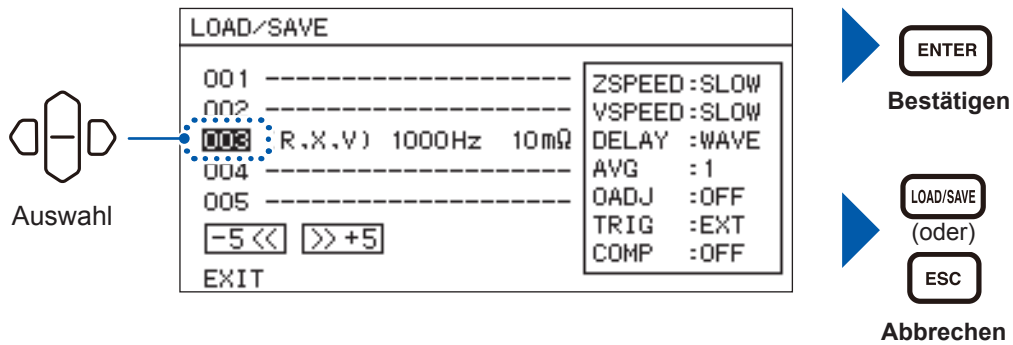 LOAD/SAVE
001 --------------------
002 --------------------
003 R.X.V) 1000Hz 10mΩ
004 --------------------
005 --------------------
-5 << >> +5
EXIT
ZSPEED:SLOW
VSPEED:SLOW
DELAY :WAVE
AVG :1
OADJ :OFF
TRIG :EXT
COMP :OFF
Auswahl
ENTER
Bestätigen
LOAD/SAVE
(oder)
ESC
Abbrechen